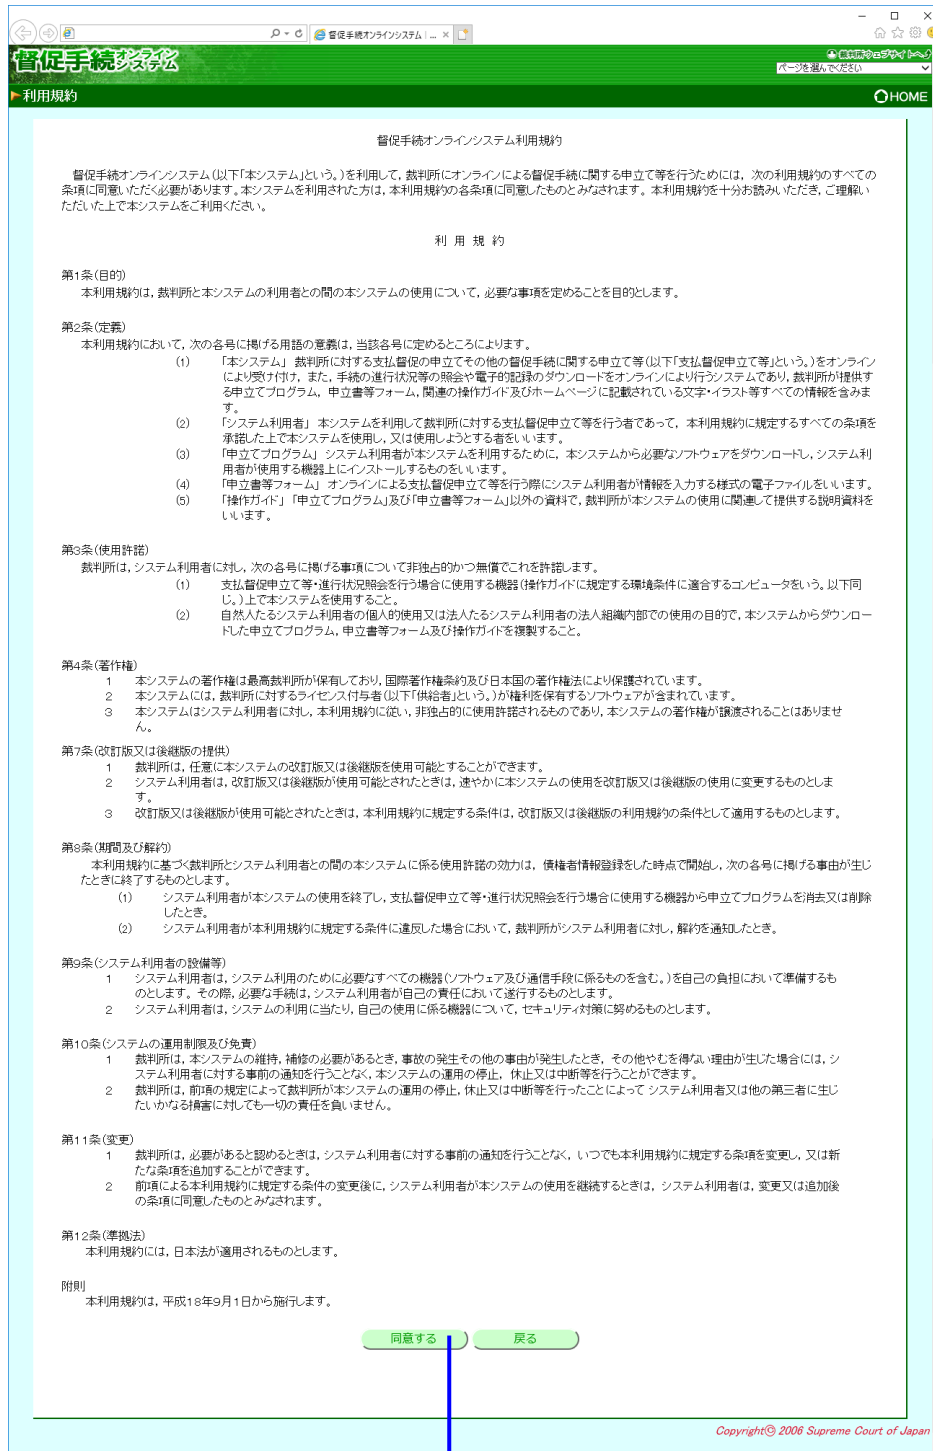 督促手続オンラインシステム | ...
督促手続オンラインシステム
裁判所ウェブサイトへ
ページを選んでください
利用規約
HOME
督促手続オンラインシステム利用規約
督促手続オンラインシステム（以下「本システム」という。）を利用して，裁判所にオンラインによる督促手続に関する申立て等を行うためには，次の利用規約のすべての
条項に同意いただく必要があります。本システムを利用された方は，本利用規約の各条項に同意したものとみなされます。本利用規約を十分お読みいただき，ご理解い
ただいた上で本システムをご利用ください。
利 用 規 約
第1条(目的)
本利用規約は，裁判所と本システムの利用者との間の本システムの使用について，必要な事項を定めることを目的とします。
第2条(定義)
本利用規約において，次の各号に掲げる用語の意義は，当該各号に定めるところによります。
(1) 「本システム」 裁判所に対する支払督促の申立てその他の督促手続に関する申立て等(以下「支払督促申立て等」という。)をオンライン
により受け付け，また，手続の進行状況等の照会や電子的記録のダウンロードをオンラインにより行うシステムであり，裁判所が提供す
る申立てプログラム，申立書等フォーム，関連の操作ガイド及びホームページに記載されている文字・イラスト等すべての情報を含みま
す。
(2) 「システム利用者」 本システムを利用して裁判所に対する支払督促申立て等を行う者であって，本利用規約に規定するすべての条項を
承諾した上で本システムを使用し，又は使用しようとする者をいいます。
(3) 「申立てプログラム」 システム利用者が本システムを利用するために，本システムから必要なソフトウェアをダウンロードし，システム利
用者が使用する機器上にインストールするものをいいます。
(4) 「申立書等フォーム」 オンラインによる支払督促申立て等を行う際にシステム利用者が情報を入力する様式の電子ファイルをいいます。
(5) 「操作ガイド」 「申立てプログラム」及び「申立書等フォーム」以外の資料で，裁判所が本システムの使用に関連して提供する説明資料を
いいます。
第3条(使用許諾)
裁判所は，システム利用者に対し，次の各号に掲げる事項について非独占的かつ無償でこれを許諾します。
(1) 支払督促申立て等・進行状況照会を行う場合に使用する機器(操作ガイドに規定する環境条件に適合するコンピュータをいう。以下同
じ。)上で本システムを使用すること。
(2) 自然人たるシステム利用者の個人的使用又は法人たるシステム利用者の法人組織内部での使用の目的で，本システムからダウンロー
ドした申立てプログラム，申立書等フォーム及び操作ガイドを複製すること。
第4条(著作権)
1 本システムの著作権は最高裁判所が保有しており，国際著作権条約及び日本国の著作権法により保護されています。
2 本システムには，裁判所に対するライセンス付与者(以下「供給者」という。)が権利を保有するソフトウェアが含まれています。
3 本システムはシステム利用者に対し，本利用規約に従い，非独占的に使用許諾されるものであり，本システムの著作権が譲渡されることはありませ
ん。
第7条(改訂版又は後継版の提供)
1 裁判所は，任意に本システムの改訂版又は後継版を使用可能とすることができます。
2 システム利用者は，改訂版又は後継版が使用可能とされたときは，速やかに本システムの使用を改訂版又は後継版の使用に変更するものとしま
す。
3 改訂版又は後継版が使用可能とされたときは，本利用規約に規定する条件は，改訂版又は後継版の利用規約の条件として適用するものとします。
第8条(期間及び解約)
本利用規約に基づく裁判所とシステム利用者との間の本システムに係る使用許諾の効力は，債権者情報登録をした時点で開始し，次の各号に掲げる事由が生じ
たときに終了するものとします。
(1) システム利用者が本システムの使用を終了し，支払督促申立て等・進行状況照会を行う場合に使用する機器から申立てプログラムを消去又は削除
したとき。
(2) システム利用者が本利用規約に規定する条件に違反した場合において，裁判所がシステム利用者に対し，解約を通知したとき。
第9条(システム利用者の設備等)
1 システム利用者は，システム利用のために必要なすべての機器(ソフトウェア及び通信手段に係るものを含む。)を自己の負担において準備するも
のとします。その際，必要な手続は，システム利用者が自己の責任において遂行するものとします。
2 システム利用者は，システムの利用に当たり，自己の使用に係る機器について，セキュリティ対策に努めるものとします。
第10条(システムの運用制限及び免責)
1 裁判所は，本システムの維持，補修の必要があるとき，事故の発生その他の事由が発生したとき，その他やむを得ない理由が生じた場合には，シ
ステム利用者に対する事前の通知を行うことなく，本システムの運用の停止，休止又は中断等を行うことができます。
2 裁判所は，前項の規定によって裁判所が本システムの運用の停止，休止又は中断等を行ったことによって システム利用者又は他の第三者に生じ
たいかなる損害に対しても一切の責任を負いません。
第11条(変更)
1 裁判所は，必要があると認めるときは，システム利用者に対する事前の通知を行うことなく，いつでも本利用規約に規定する条項を変更し，又は新
たな条項を追加することができます。
2 前項による本利用規約に規定する条件の変更後に，システム利用者が本システムの使用を継続するときは，システム利用者は，変更又は追加後
の条項に同意したものとみなされます。
第12条(準拠法)
本利用規約には，日本法が適用されるものとします。
附則
本利用規約は，平成18年9月1日から施行します。
同意する 戻る
Copyright© 2006 Supreme Court of Japan